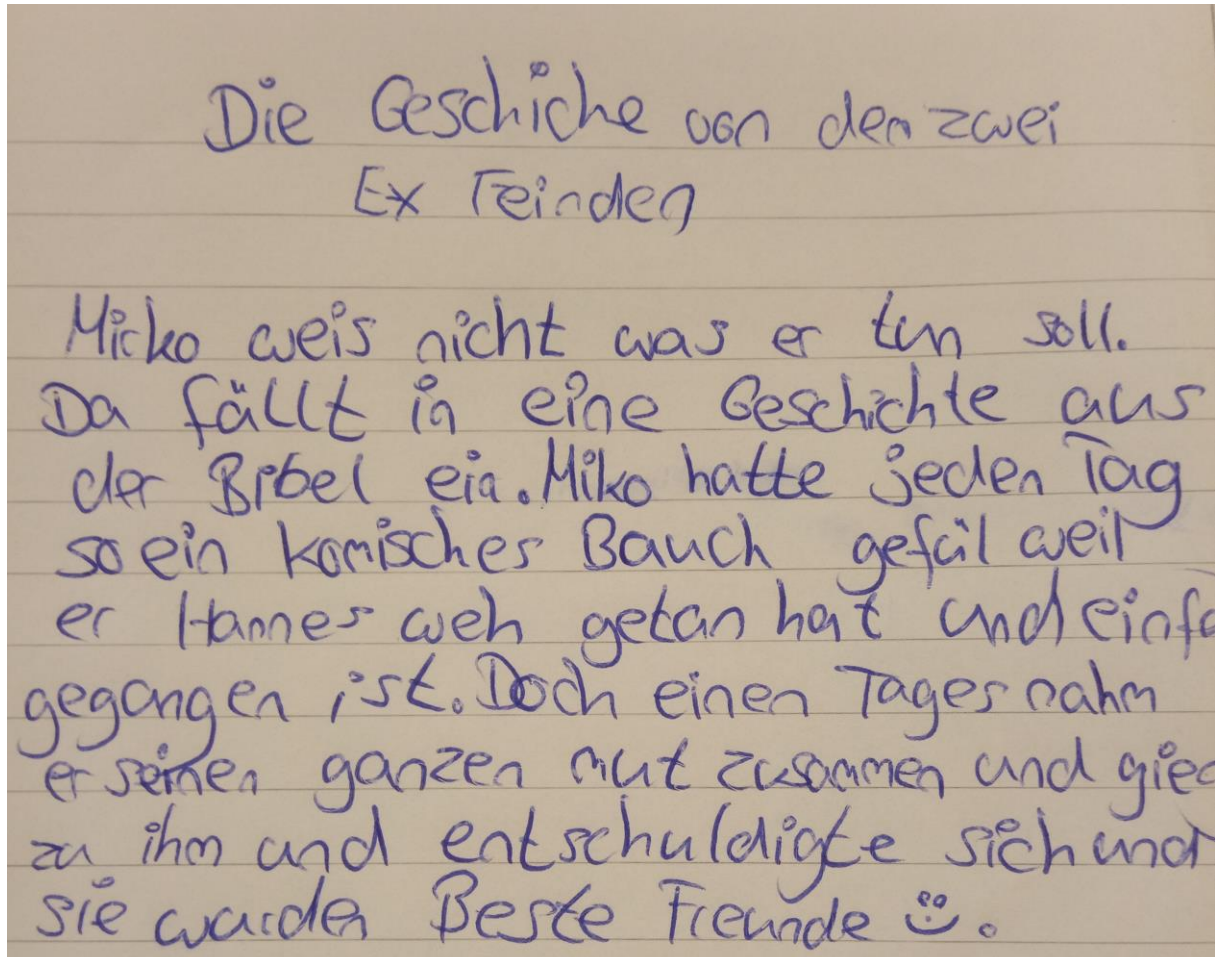 Die Geschiche von den zwei
Ex Feinden
Micko weis nicht was er tun soll.
Da fällt in eine Geschichte aus
der Bibel ein. Miko hatte jeden Tag
so ein komisches Bauch gefül weil
er Hannes weh getan hat und einfa
gegangen ist. Doch einen Tages nahm
er seinen ganzen mut zusammen und
zu ihm und entschuldigte sich und
sie wurden Beste Freunde.